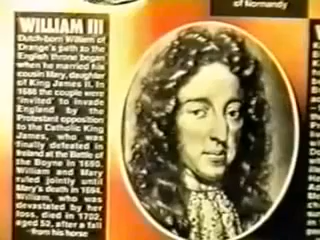 of Normandy
WILLIAM III
Dutch-born William of
Orange's path to the
English throne began
when he married his
cousin Mary, daughter
of King James II. In
1688 the couple were
'invited' to invade
England by the
Protestant opposition
to the Catholic King
James, who was
finally defeated in
Ireland at the Battle of
the Boyne in 1690.
William and Mary
ruled jointly until
Mary's death in 1694.
William, who was
devastated by her
loss, died in 1702,
aged 52, after a fall
from his horse